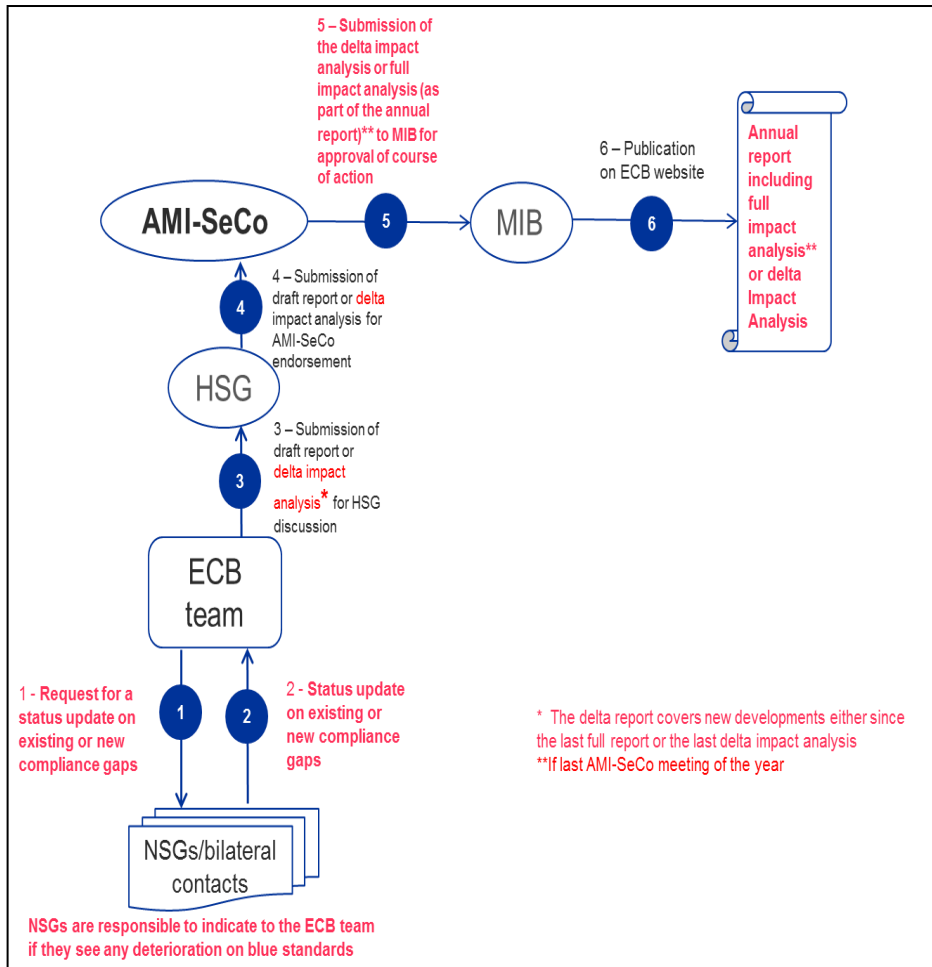 5 – Submission of
the delta impact
analysis or full
impact analysis (as
part of the annual
report)** to MIB for
approval of course
of action
6 – Publication
on ECB website
Annual
report
including
full
impact
analysis**
or delta
Impact
Analysis
AMI-SeCo
5
MIB
6
4
4 – Submission of
draft report or delta
impact analysis for
AMI-SeCo
endorsement
HSG
3
3 – Submission of
draft report or
delta impact
analysis* for HSG
discussion
ECB
team
1 - Request for a
status update on
existing or new
compliance gaps
1
2
2 - Status update
on existing or
new compliance
gaps
* The delta report covers new developments either since
the last full report or the last delta impact analysis
**If last AMI-SeCo meeting of the year
NSGs/bilateral
contacts
NSGs are responsible to indicate to the ECB team
if they see any deterioration on blue standards